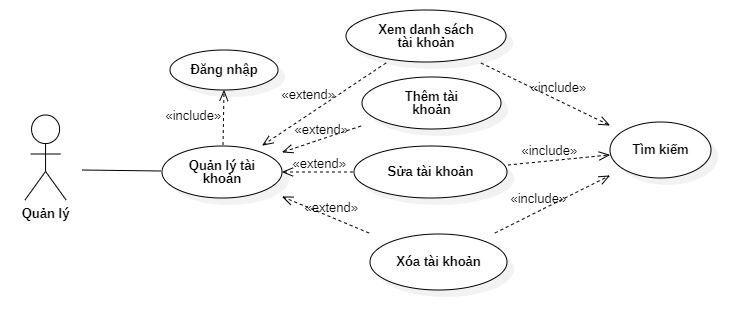 Xem danh sách
tài khoản
Đăng nhập
«include»
«extend»
Thêm tài
khoản
«include»
«extend»
Quản lý tài
khoản
«extend»
Sửa tài khoản
«include»
Tìm kiếm
Quản lý
«extend»
«include»
Xóa tài khoản